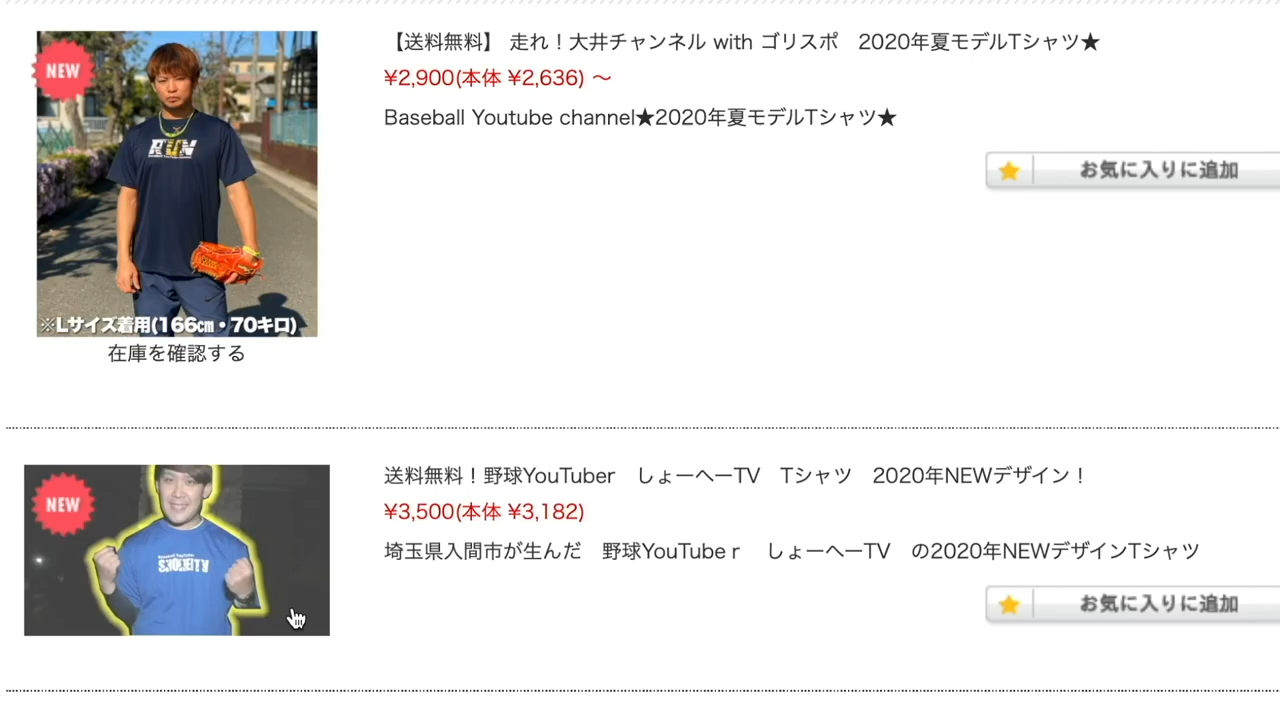 NEW
【送料無料】 走れ！大井チャンネル with ゴリスポ　2020年夏モデルTシャツ★
¥2,900(本体 ¥2,636) 〜
Baseball Youtube channel★2020年夏モデルTシャツ★
お気に入りに追加
RUN
※Lサイズ着用(166㎝・70キロ)
在庫を確認する
NEW
送料無料！野球YouTuber　しょーへーTV　Tシャツ　2020年NEWデザイン！
¥3,500(本体 ¥3,182)
埼玉県入間市が生んだ　野球YouTubeｒ　しょーへーTV　の2020年NEWデザインTシャツ
お気に入りに追加
Baseball YouTuber